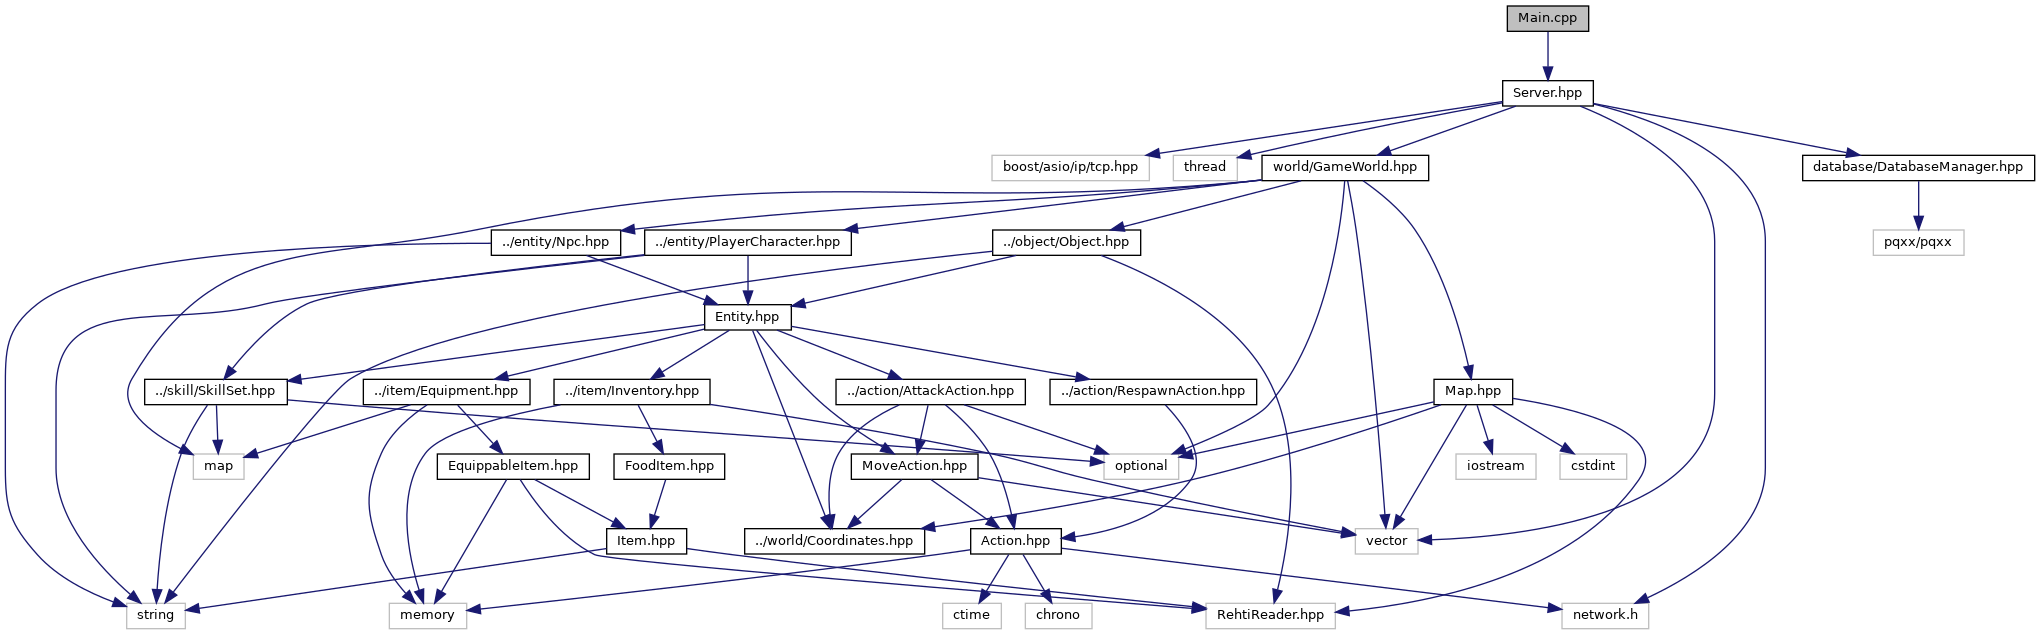 Main.cpp
Server.hpp
boost/asio/ip/tcp.hpp
thread
world/GameWorld.hpp
database/DatabaseManager.hpp
../entity/Npc.hpp
../entity/PlayerCharacter.hpp
../object/Object.hpp
pqxx/pqxx
Entity.hpp
../skill/SkillSet.hpp
../item/Equipment.hpp
../item/Inventory.hpp
../action/AttackAction.hpp
../action/RespawnAction.hpp
Map.hpp
map
EquippableItem.hpp
FoodItem.hpp
MoveAction.hpp
optional
iostream
cstdint
Item.hpp
../world/Coordinates.hpp
Action.hpp
vector
string
memory
ctime
chrono
RehtiReader.hpp
network.h